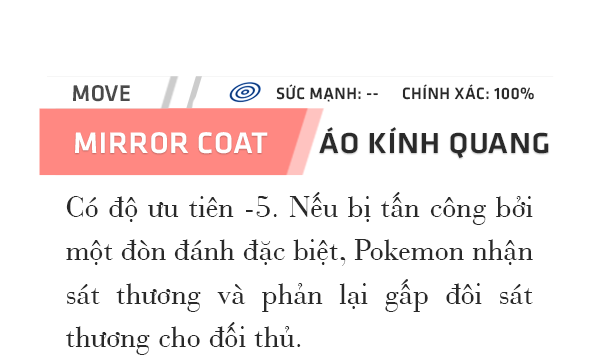 MOVE SỨC MẠNH: -- CHÍNH XÁC: 100%
MIRROR COAT ÁO KÍNH QUANG
Có độ ưu tiên -5. Nếu bị tấn công bởi
một đòn đánh đặc biệt, Pokemon nhận
sát thương và phản lại gấp đôi sát
thương cho đối thủ.